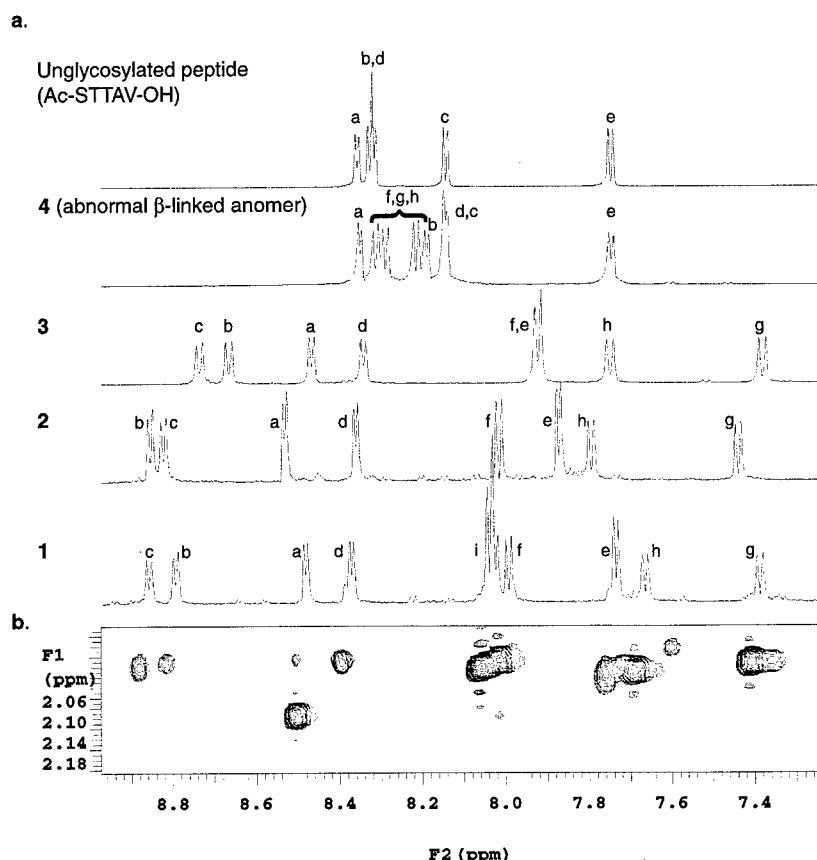 a.
Unglycosylated peptide
(Ac-STTAV-OH)
a b,d c e
4 (abnormal β-linked anomer)
a f,g,h b d,c e
3
c b a d f,e h g
2
b c a d f e h g
1
c b a d i f e h g
b.
F1
(ppm)
2.06
2.10
2.14
2.18
8.8 8.6 8.4 8.2 8.0 7.8 7.6 7.4
F2 (ppm)